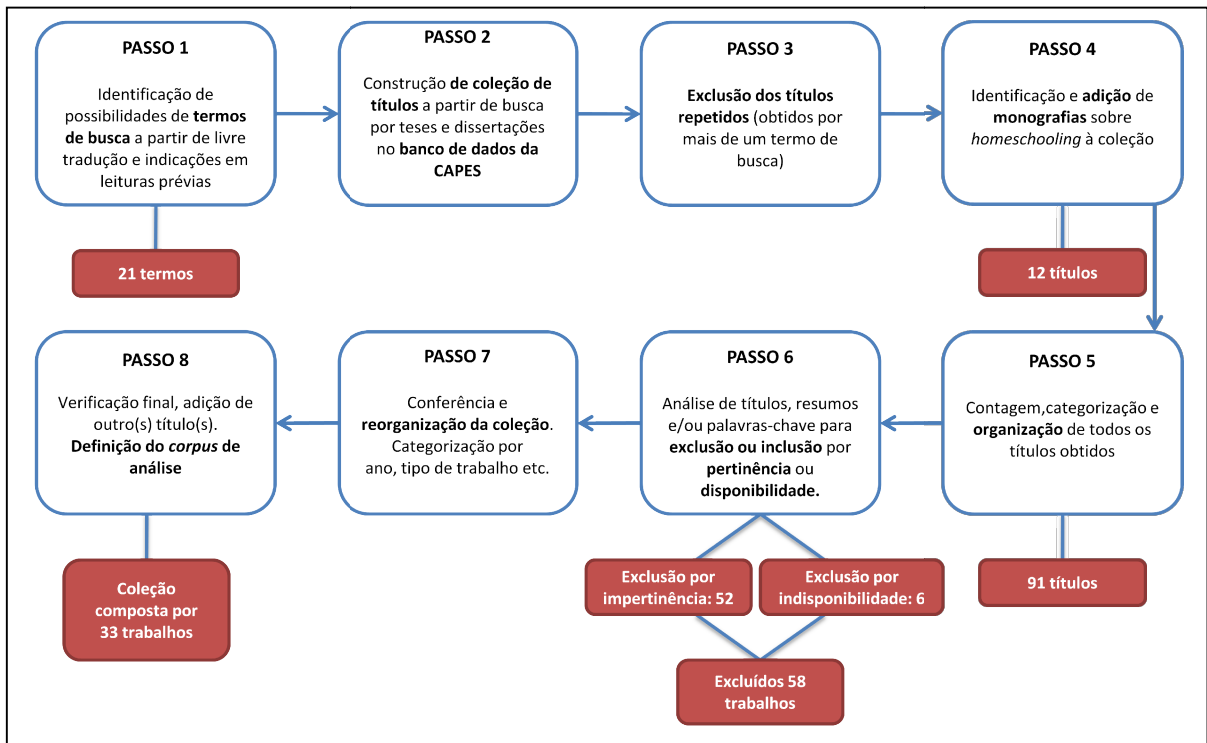 PASSO 1
Identificação de
possibilidades de termos
de busca a partir de livre
tradução e indicações em
leituras prévias
21 termos
PASSO 2
Construção de coleção de
títulos a partir de busca
por teses e dissertações
no banco de dados da
CAPES
PASSO 3
Exclusão dos títulos
repetidos (obtidos por
mais de um termo de
busca)
PASSO 4
Identificação e adição de
monografias sobre
homeschooling à coleção
12 títulos
PASSO 5
Contagem,categorização e
organização de todos os
títulos obtidos
91 títulos
PASSO 6
Análise de títulos, resumos
e/ou palavras-chave para
exclusão ou inclusão por
pertinência ou
disponibilidade.
Exclusão por
impertinência: 52
Exclusão por
indisponibilidade: 6
Excluídos 58
trabalhos
PASSO 7
Conferência e
reorganização da coleção.
Categorização por
ano, tipo de trabalho etc.
PASSO 8
Verificação final, adição de
outro(s) título(s).
Definição do corpus de
análise
Coleção
composta por
33 trabalhos